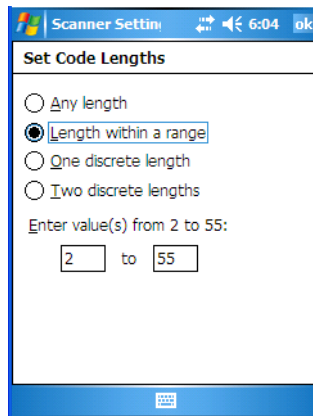 Scanner Settin 6:04 ok
Set Code Lengths
Any length
Length within a range
One discrete length
Two discrete lengths
Enter value(s) from 2 to 55:
2 to 55